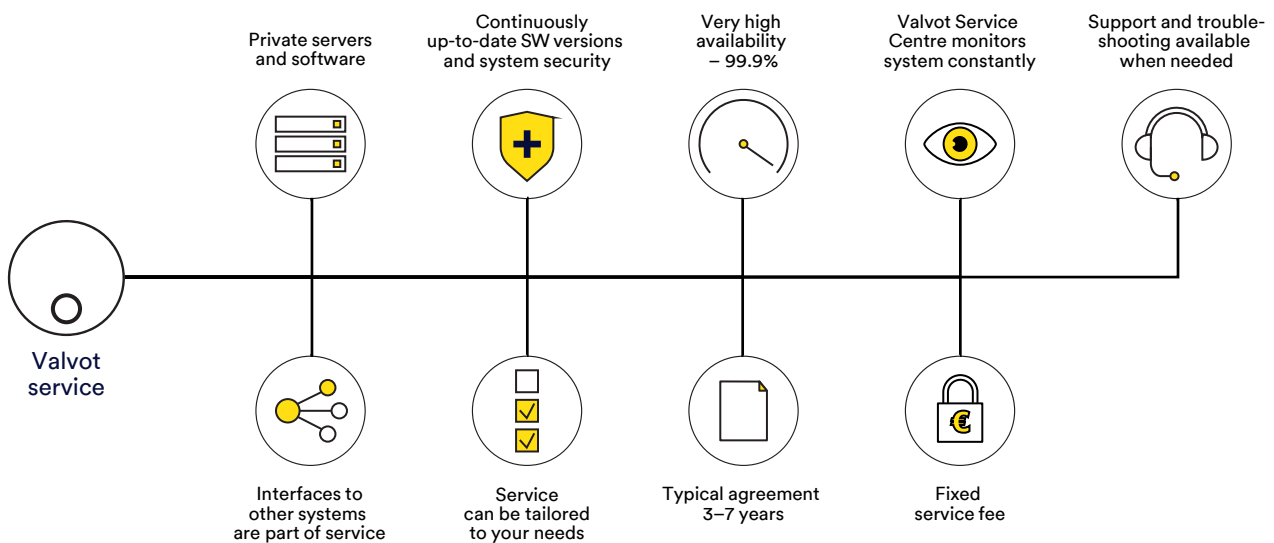 Private servers
and software
Continuously
up-to-date SW versions
and system security
Very high
availability
– 99.9%
Valvot Service
Centre monitors
system constantly
Support and trouble-
shooting available
when needed
Valvot
service
Interfaces to
other systems
are part of service
Service
can be tailored
to your needs
Typical agreement
3–7 years
€
Fixed
service fee